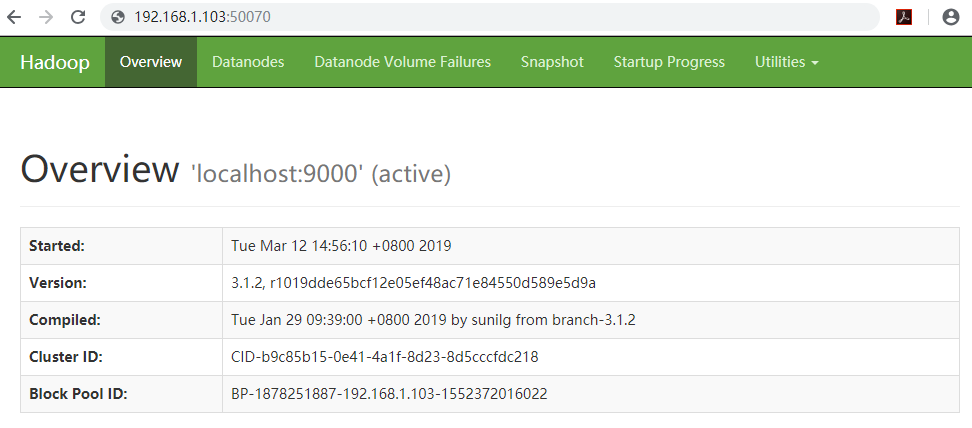 192.168.1.103:50070
Hadoop Overview Datanodes Datanode Volume Failures Snapshot Startup Progress Utilities
Overview 'localhost:9000' (active)
Started: Tue Mar 12 14:56:10 +0800 2019
Version: 3.1.2, r1019dde65bcf12e05ef48ac71e84550d589e5d9a
Compiled: Tue Jan 29 09:39:00 +0800 2019 by sunilg from branch-3.1.2
Cluster ID: CID-b9c85b15-0e41-4a1f-8d23-8d5cccfdc218
Block Pool ID: BP-1878251887-192.168.1.103-1552372016022